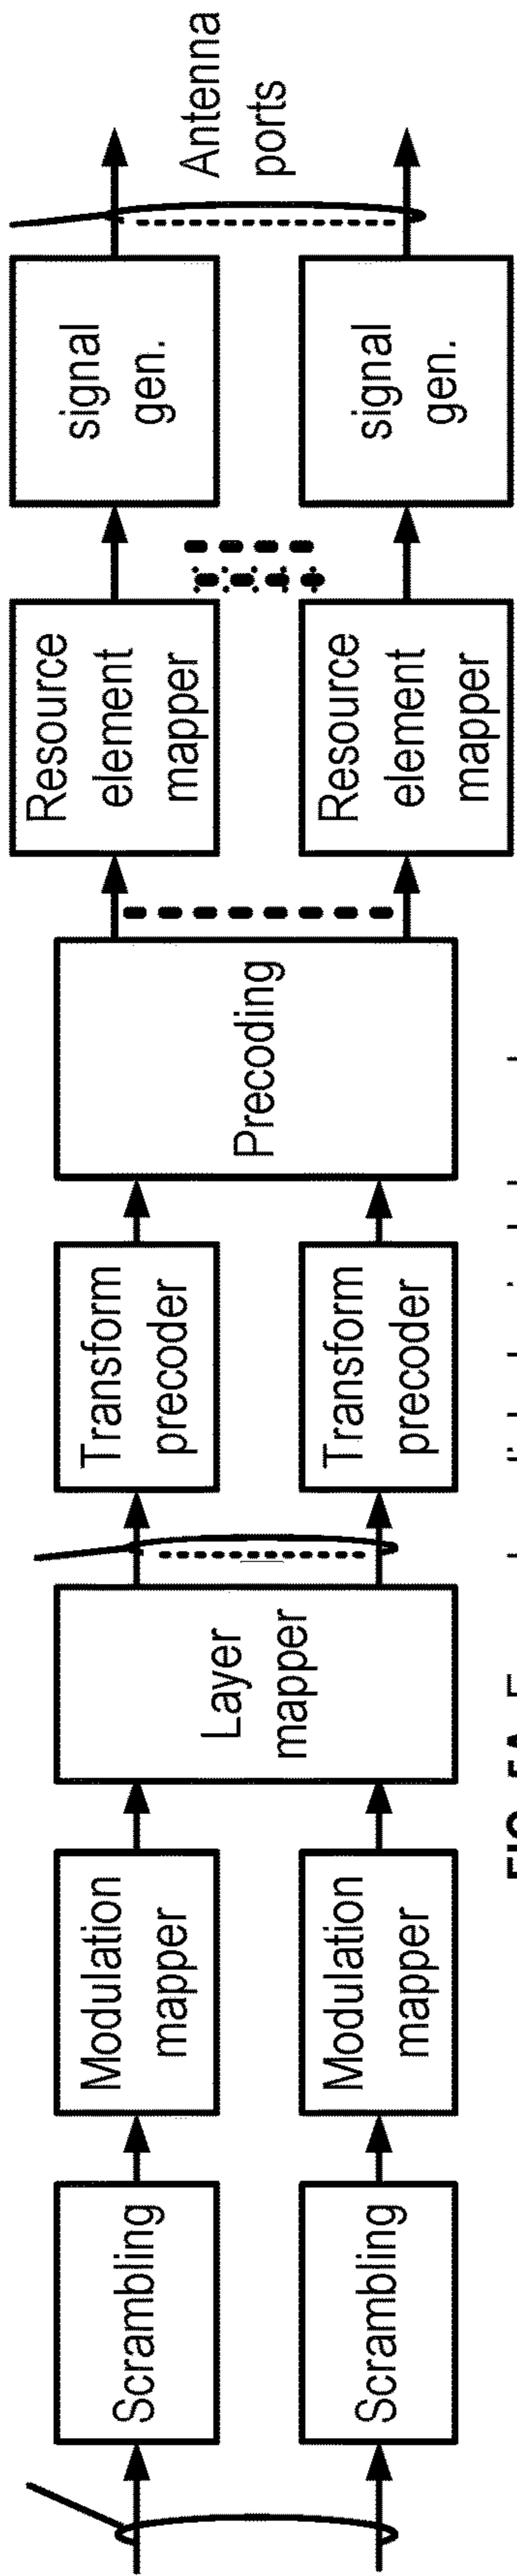 Scrambling
Scrambling
Modulation
mapper
Modulation
mapper
Layer
mapper
Transform
precoder
Transform
precoder
Precoding
Resource
element
mapper
Resource
element
mapper
signal
gen.
signal
gen.
Antenna
ports